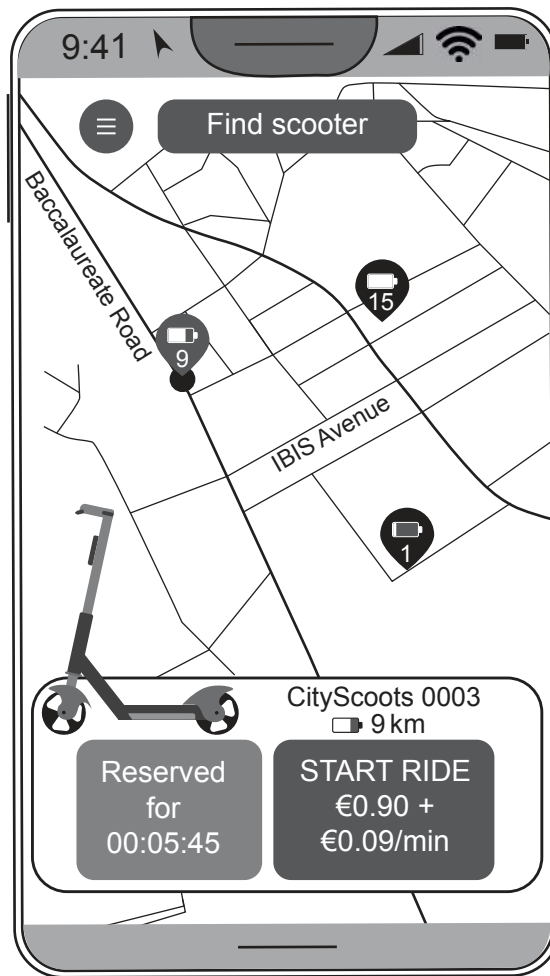 9:41
Find scooter
Baccalaureate Road
15
9
IBIS Avenue
1
CityScoots 0003
9 km
Reserved
for
00:05:45
START RIDE
€0.90 +
€0.09/min